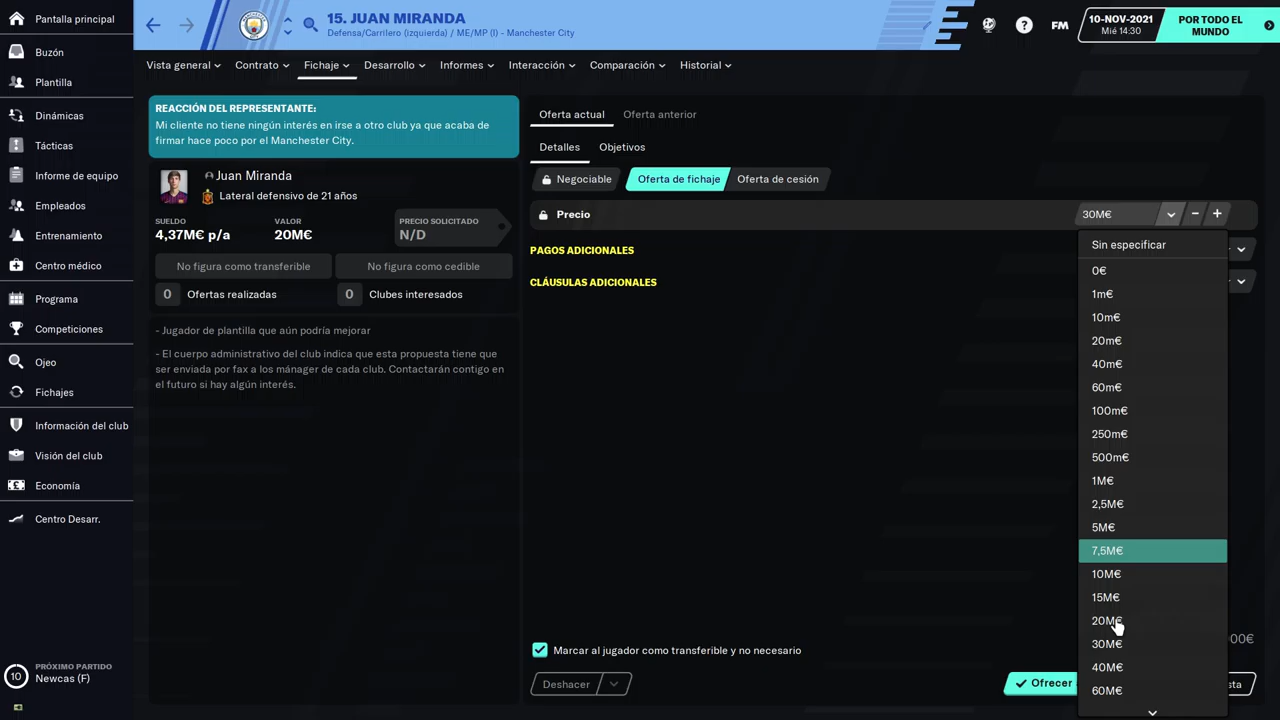 Pantalla principal
Buzón
Plantilla
Dinámicas
Tácticas
Informe de equipo
Empleados
Entrenamiento
Centro médico
Programa
Competiciones
Ojeo
Fichajes
Información del club
Visión del club
Economía
Centro Desarr.
10
PRÓXIMO PARTIDO
Newcas (F)
15. JUAN MIRANDA
Defensa/Carrilero (izquierda) / ME/MP (I) - Manchester City
FM
10-NOV-2021
Mié 14:30
POR TODO EL
MUNDO
Vista general
Contrato
Fichaje
Desarrollo
Informes
Interacción
Comparación
Historial
REACCIÓN DEL REPRESENTANTE:
Mi cliente no tiene ningún interés en irse a otro club ya que acaba de
firmar hace poco por el Manchester City.
Juan Miranda
Lateral defensivo de 21 años
SUELDO
4,37M€ p/a
VALOR
20M€
PRECIO SOLICITADO
N/D
No figura como transferible
No figura como cedible
0 Ofertas realizadas
0 Clubes interesados
- Jugador de plantilla que aún podría mejorar
- El cuerpo administrativo del club indica que esta propuesta tiene que
ser enviada por fax a los mánager de cada club. Contactarán contigo en
el futuro si hay algún interés.
Oferta actual
Oferta anterior
Detalles
Objetivos
Negociable
Oferta de fichaje
Oferta de cesión
Precio
30M€
PAGOS ADICIONALES
CLÁUSULAS ADICIONALES
Sin especificar
0€
1m€
10m€
20m€
40m€
60m€
100m€
250m€
500m€
1M€
2,5M€
5M€
7,5M€
10M€
15M€
20M€
30M€
40M€
60M€
Marcar al jugador como transferible y no necesario
Deshacer
Ofrecer